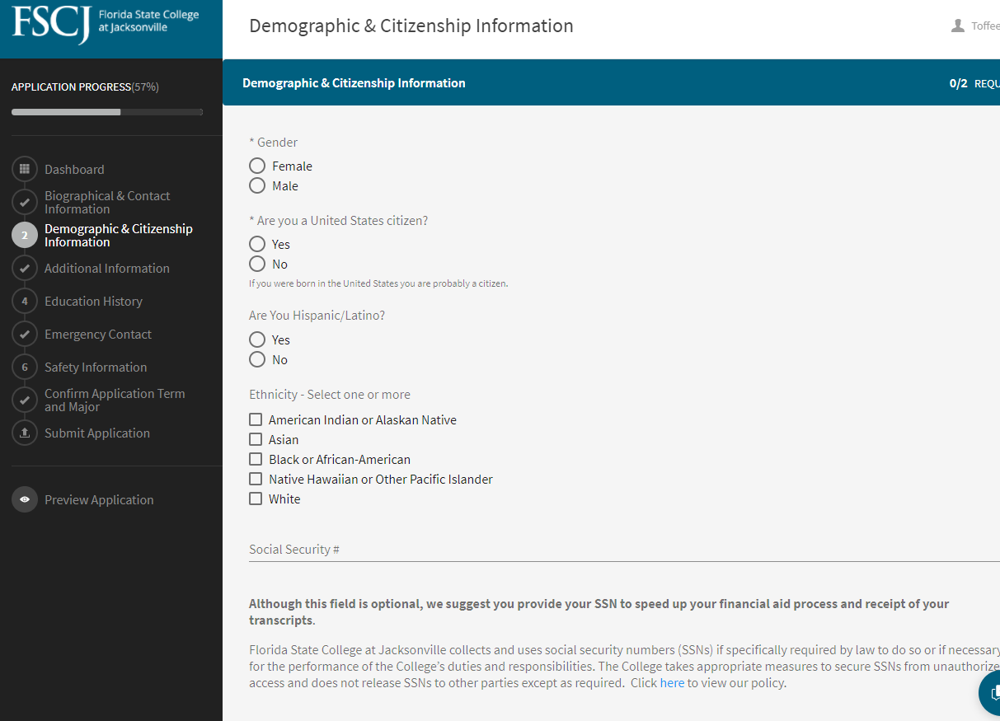 FSCJ
Florida State College
at Jacksonville
Demographic & Citizenship Information
Toffee
APPLICATION PROGRESS(57%)
Demographic & Citizenship Information
0/2 REQU
Dashboard
Biographical & Contact
Information
2
Demographic & Citizenship
Information
Additional Information
4
Education History
Emergency Contact
6
Safety Information
Confirm Application Term
and Major
Submit Application
Preview Application
* Gender
Female
Male
* Are you a United States citizen?
Yes
No
If you were born in the United States you are probably a citizen.
Are You Hispanic/Latino?
Yes
No
Ethnicity - Select one or more
American Indian or Alaskan Native
Asian
Black or African-American
Native Hawaiian or Other Pacific Islander
White
Social Security #
Although this field is optional, we suggest you provide your SSN to speed up your financial aid process and receipt of your
transcripts.
Florida State College at Jacksonville collects and uses social security numbers (SSNs) if specifically required by law to do so or if necessary
for the performance of the College's duties and responsibilities. The College takes appropriate measures to secure SSNs from unauthorize
access and does not release SSNs to other parties except as required. Click here to view our policy.